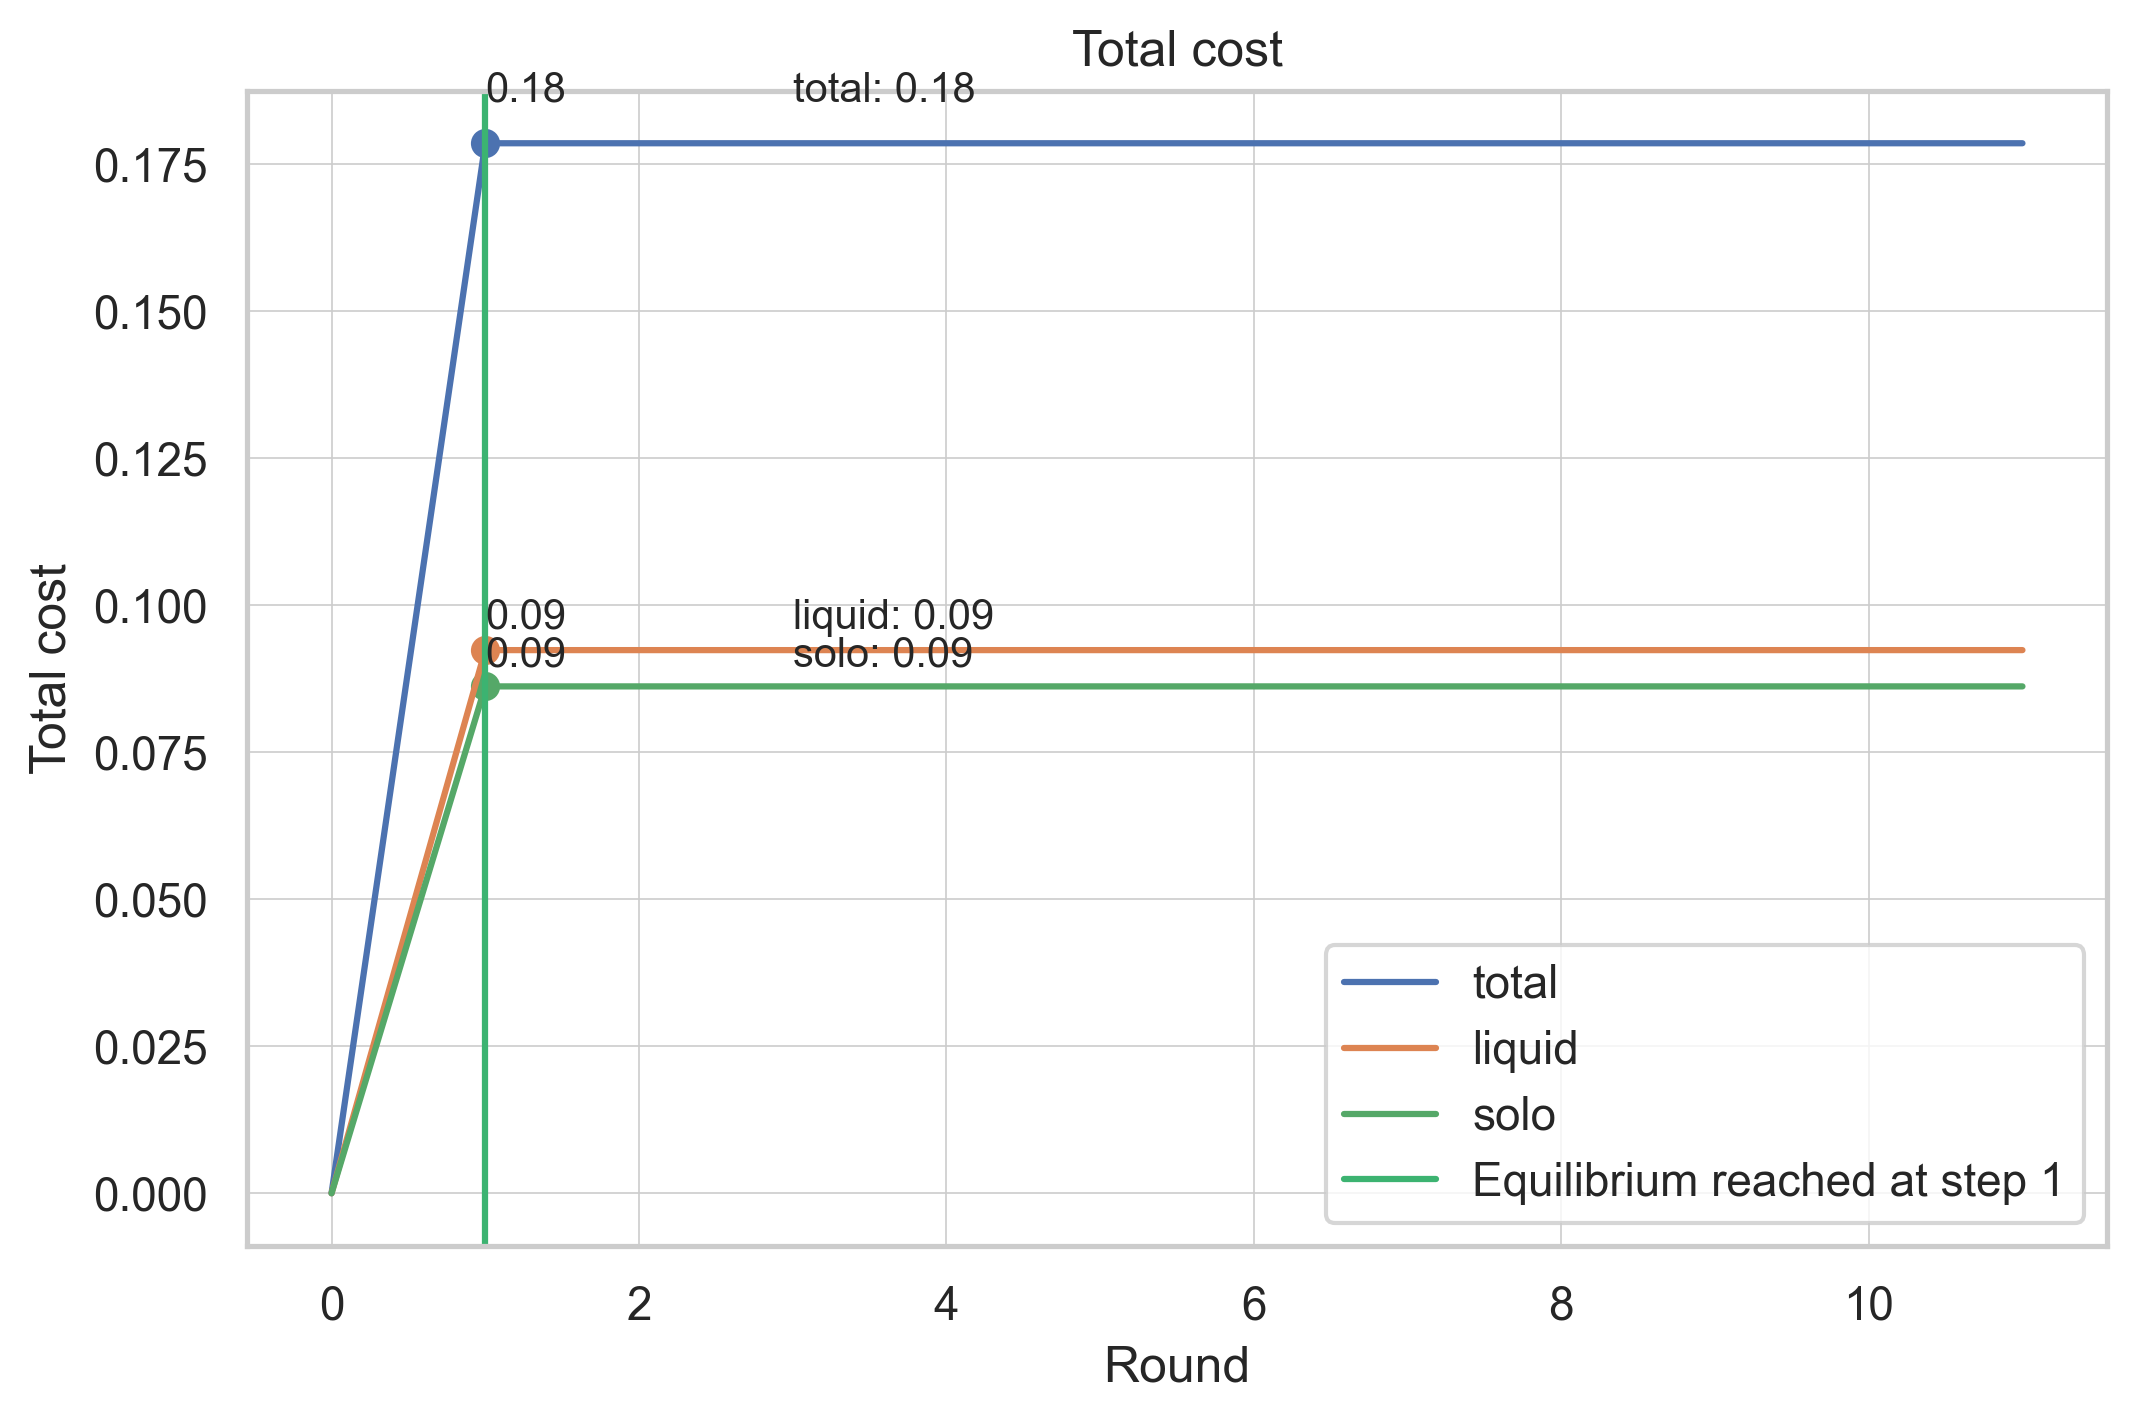 Total cost
0.18
total: 0.18
0.175
0.150
0.125
0.100
0.09
liquid: 0.09
0.09
solo: 0.09
0.075
0.050
0.025
0.000
Total cost
total
liquid
solo
Equilibrium reached at step 1
0 2 4 6 8 10
Round